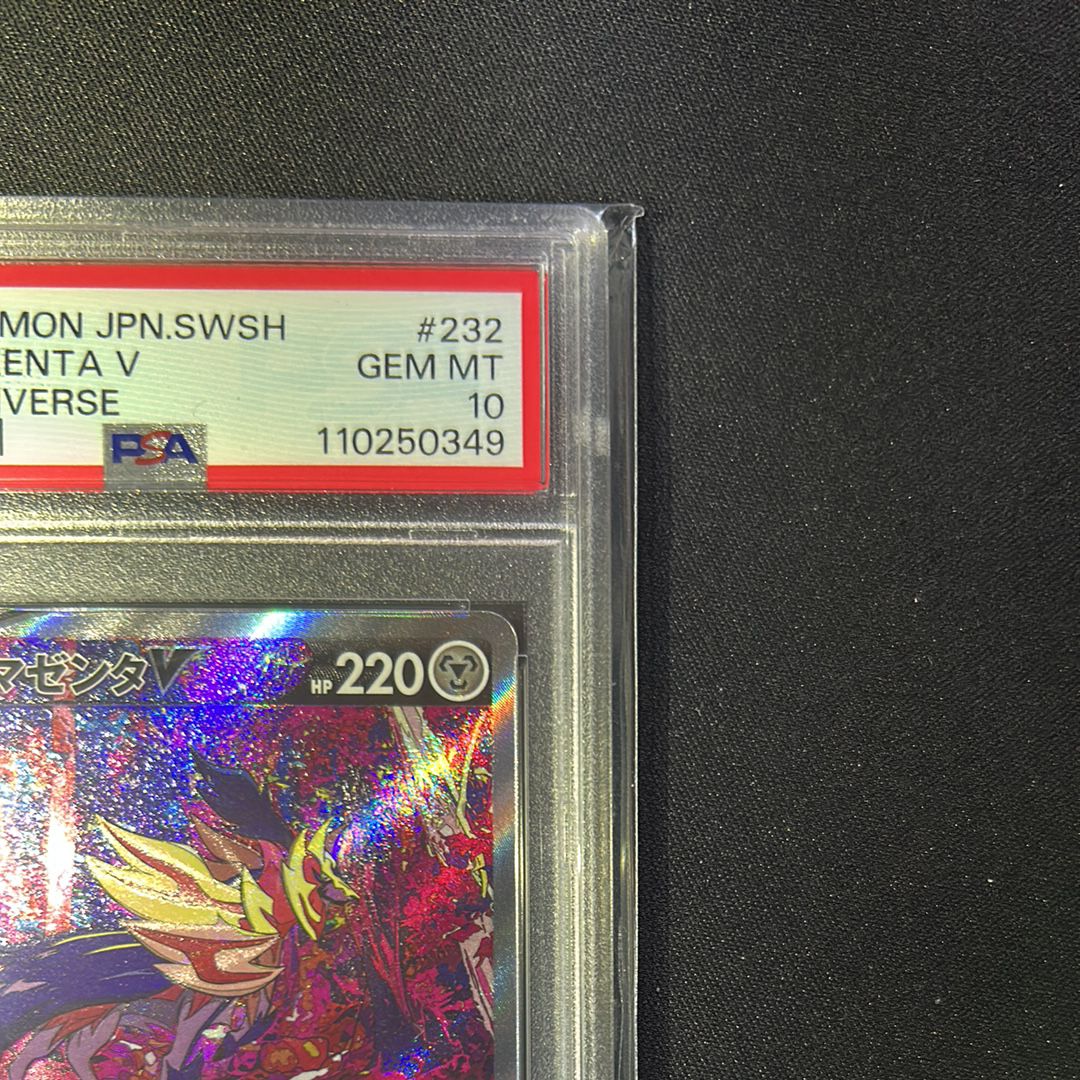 MON JPN.SWSH #232
ENTA V GEM MT
VERSE 10
PSA 110250349
マゼンタV HP 220